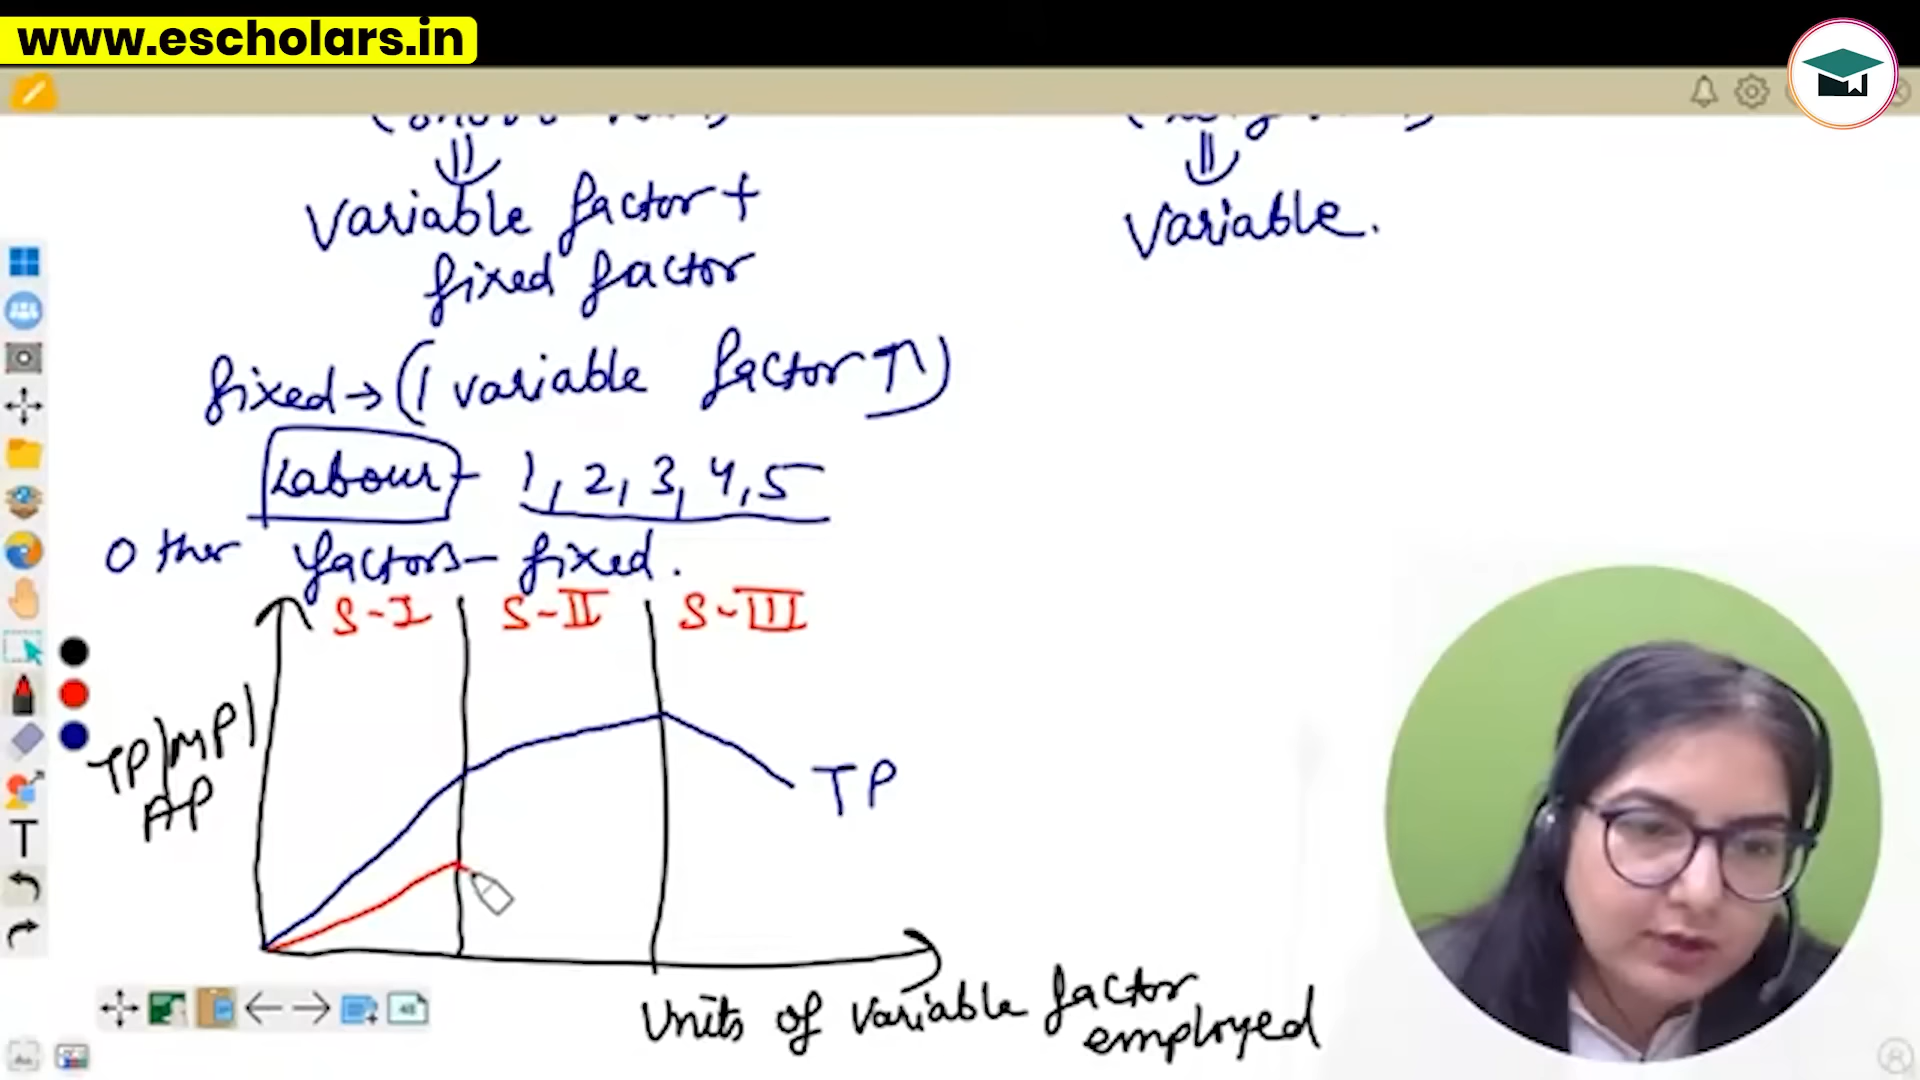 www.escholars.in
Variable factor + Variable.
fixed factor
fixed → (1 variable factor ↑)
Labour - 1, 2, 3, 4, 5
Other factors - fixed.
S-I S-II S-III
TP/MP/
AP
TP
Units of variable factor
employed